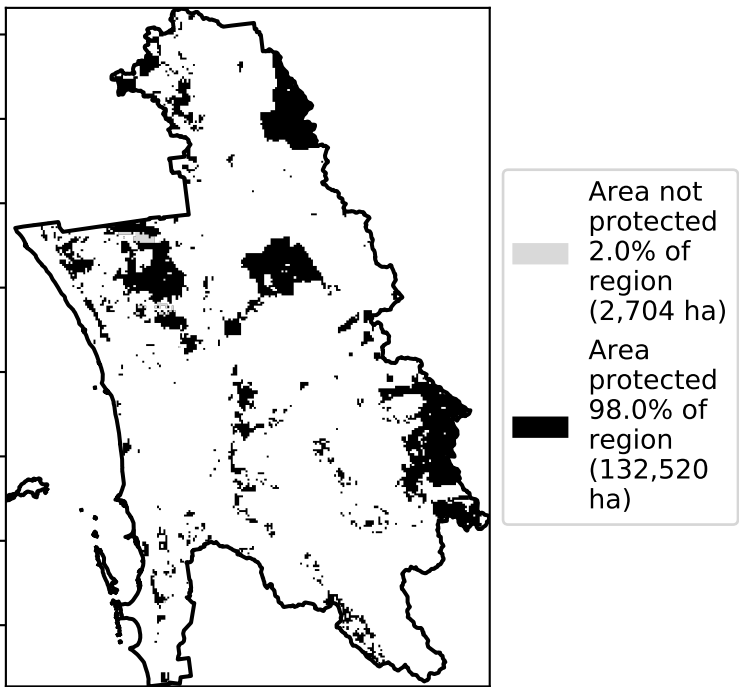 Area not
protected
2.0% of
region
(2,704 ha)
Area
protected
98.0% of
region
(132,520
ha)